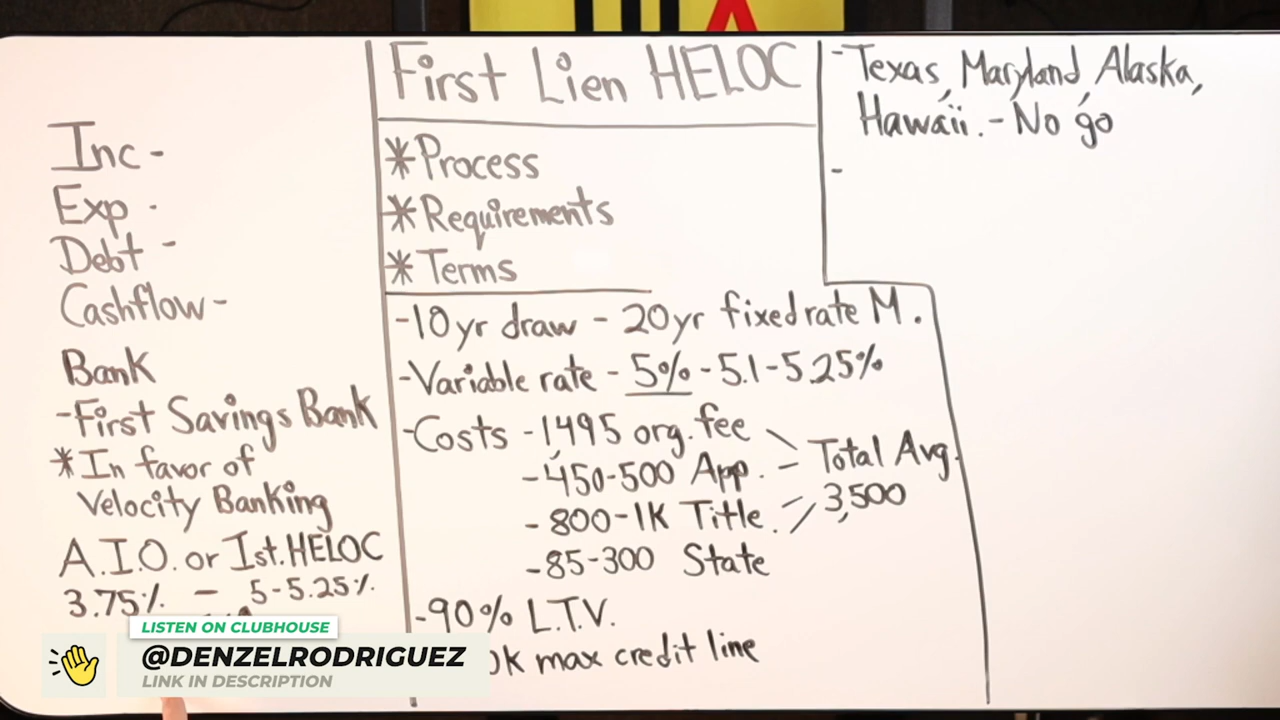 First Lien HELOC
*Process
*Requirements
*Terms
-10yr draw - 20yr fixed rate M.
-Variable rate - 5% - 5.1-5.25%
-Costs -1,495 org. fee
-450-500 App.
-800-1K Title.
-85-300 State
Total Avg.
3,500
-90% L.T.V.
0K max credit line
Inc -
Exp -
Debt -
Cashflow -
Bank
-First Savings Bank
*In favor of
Velocity Banking
A.I.O. or 1st. HELOC
3.75% - 5-5.25%
-Texas, Maryland, Alaska,
Hawaii. - No go
-
LISTEN ON CLUBHOUSE
@DENZELRODRIGUEZ
LINK IN DESCRIPTION